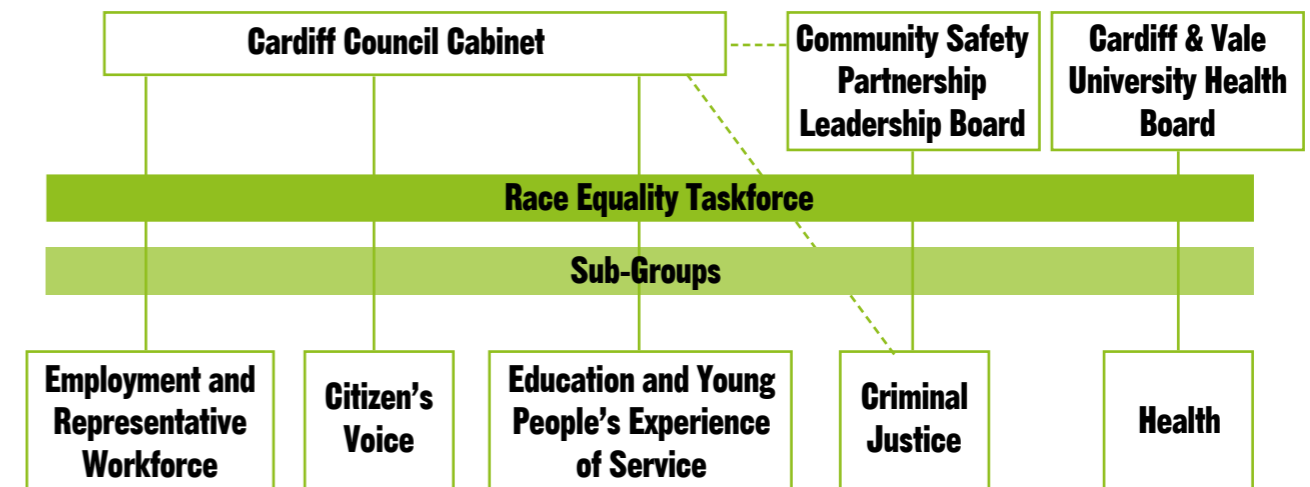 Cardiff Council Cabinet
Community Safety
Partnership
Leadership Board
Cardiff & Vale
University Health
Board
Race Equality Taskforce
Sub-Groups
Employment and
Representative
Workforce
Citizen’s
Voice
Education and Young
People’s Experience
of Service
Criminal
Justice
Health